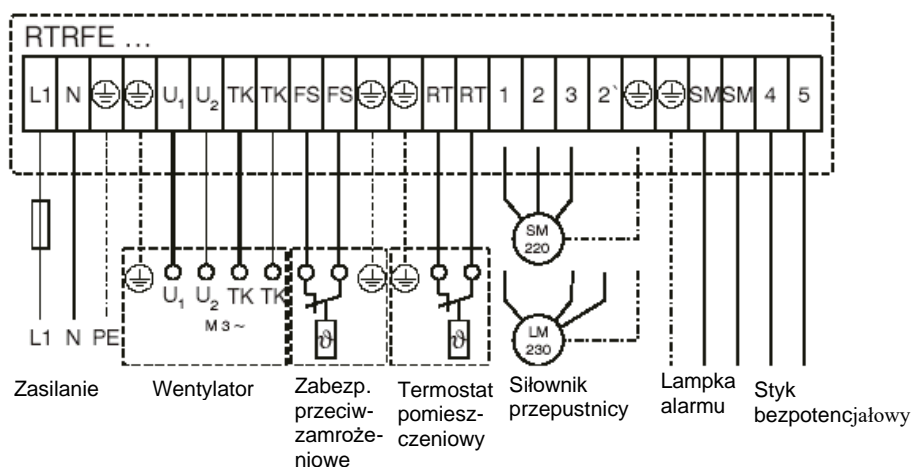 RTRFE ...
L1 N U1 U2 TK TK FS FS RT RT 1 2 3 2` SM SM 4 5
SM
220
U1 U2 TK TK
M 3 ~
ϑ ϑ
LM
230
L1 N PE
Zasilanie
Wentylator
Zabezp.
przeciw-
zamroże-
niowe
Termostat
pomiesz-
czeniowy
Siłownik
przepustnicy
Lampka
alarmu
Styk
bezpotencjałowy